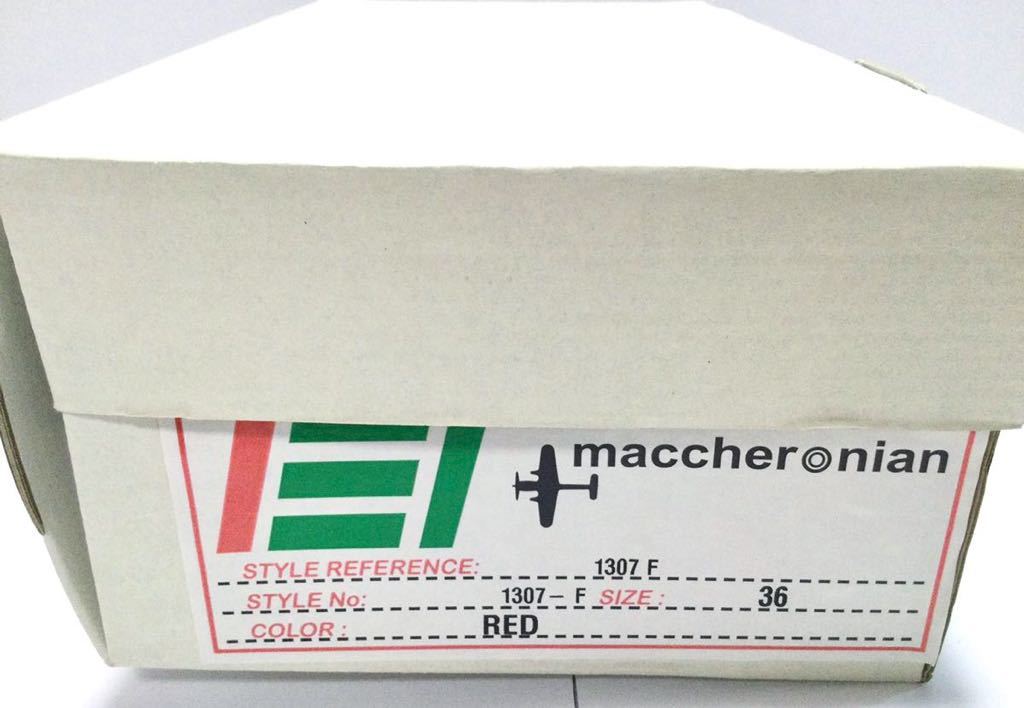 maccheronian
STYLE REFERENCE: 1307 F
STYLE No: 1307- F SIZE: 36
COLOR: RED